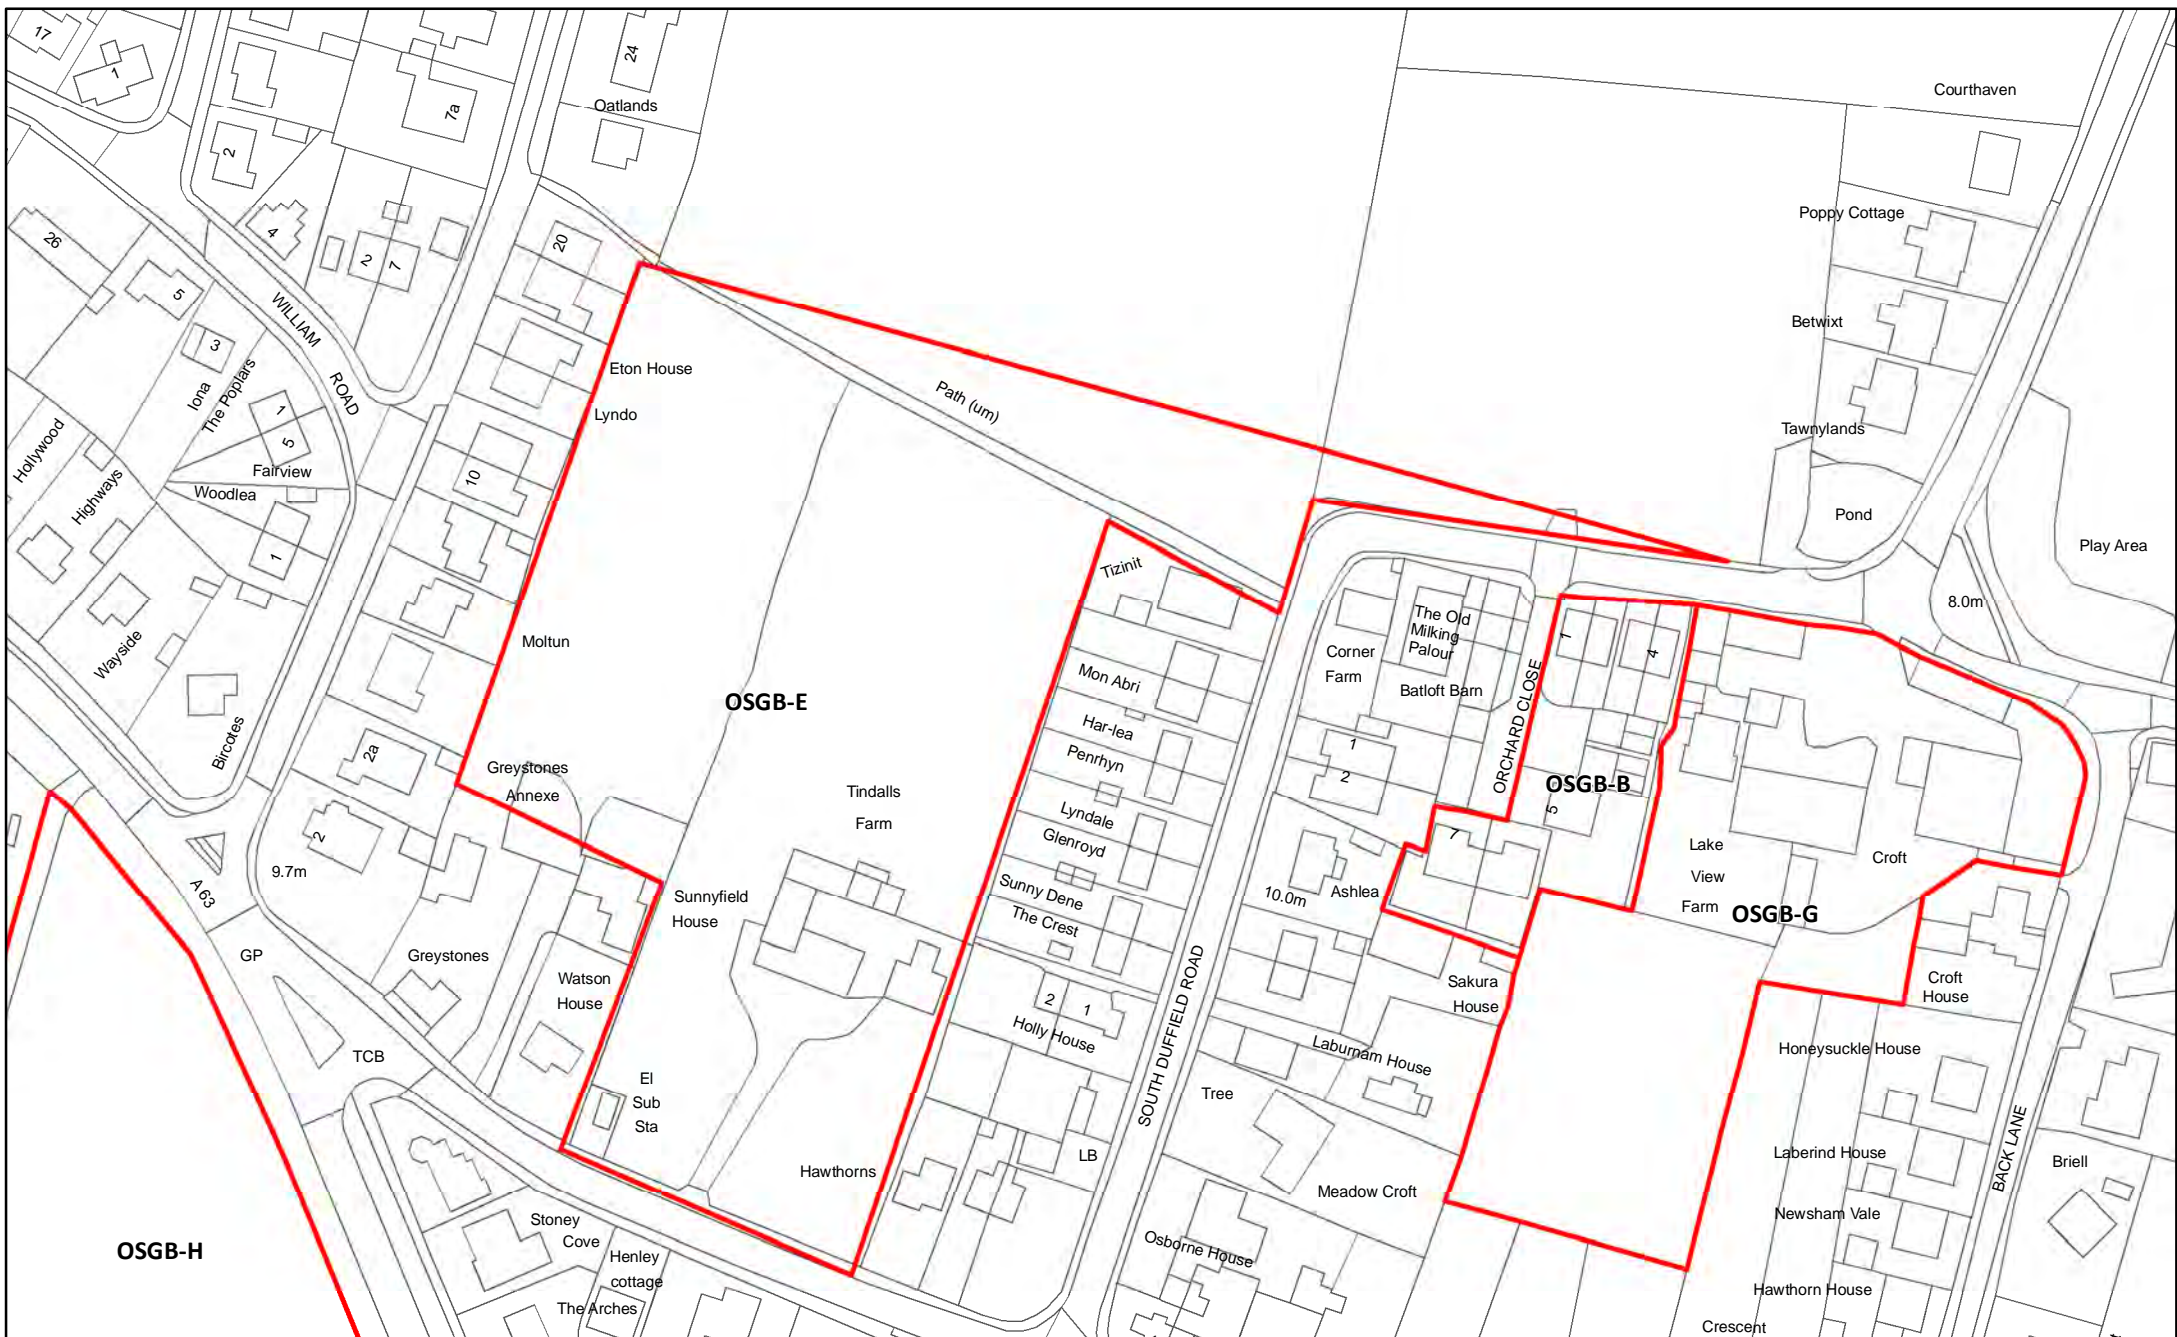 17
1
24
Oatlands
7a
2
4
2
7
20
26
5
WILLIAM
ROAD
3
Iona
The Poplars
1
5
Hollywood
Highways
Fairview
Woodlea
1
Wayside
Bircotes
Eton House
Lyndo
10
Moltun
2a
2
Greystones
Annexe
9.7m
A 63
GP
TCB
Greystones
Watson
House
Sunnyfield
House
El
Sub
Sta
OSGB-E
Tindalls
Farm
Hawthorns
Path (um)
Tizinit
Mon Abri
Har-lea
Penrhyn
Lyndale
Glenroyd
Sunny Dene
The Crest
2
1
Holly House
LB
SOUTH DUFFIELD ROAD
Courthaven
Poppy Cottage
Betwixt
Tawnylands
Pond
Play Area
8.0m
Corner
Farm
The Old
Milking
Palour
Batloft Barn
ORCHARD CLOSE
1
4
1
2
OSGB-B
5
7
Ashlea
10.0m
Sakura
House
Laburnam House
Tree
Meadow Croft
Osborne House
Lake
View
Farm
Croft
OSGB-G
Croft
House
Honeysuckle House
Laberind House
Newsham Vale
Hawthorn House
Crescent
BACK LANE
Briell
OSGB-H
Stoney
Cove
Henley
cottage
The Arches